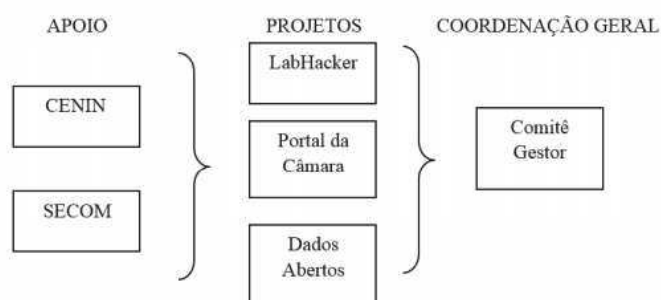 APOIO
PROJETOS
COORDENAÇÃO GERAL
CENIN
SECOM
LabHacker
Portal da
Câmara
Dados
Abertos
Comitê
Gestor